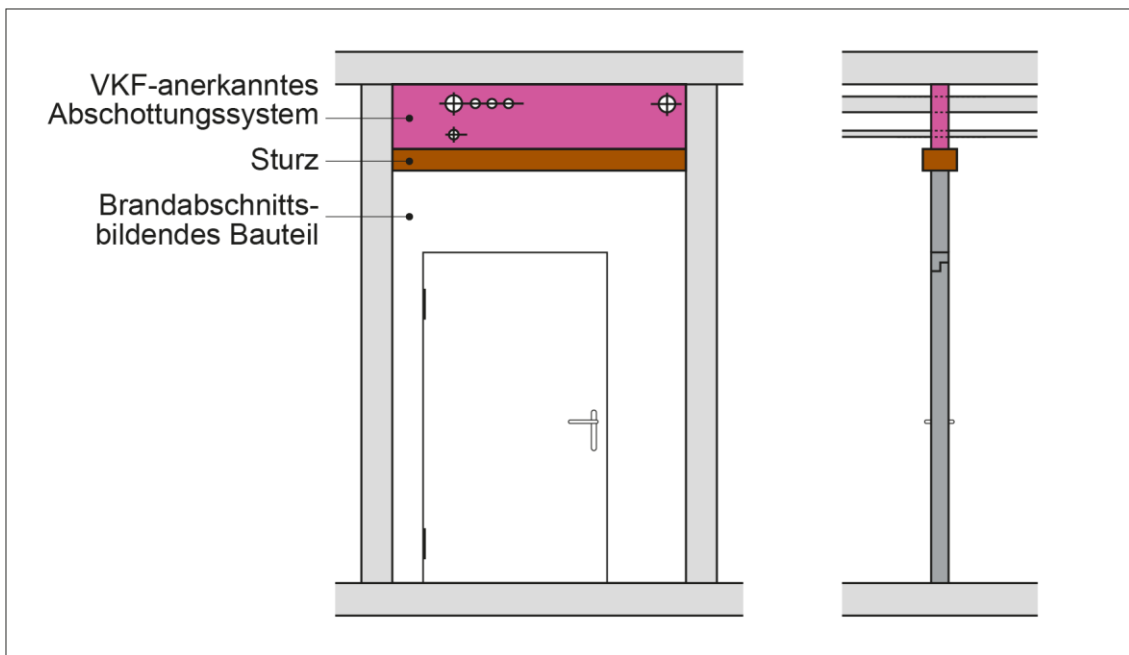 VKF-anerkanntes
Abschottungssystem
Sturz
Brandabschnitts-
bildendes Bauteil